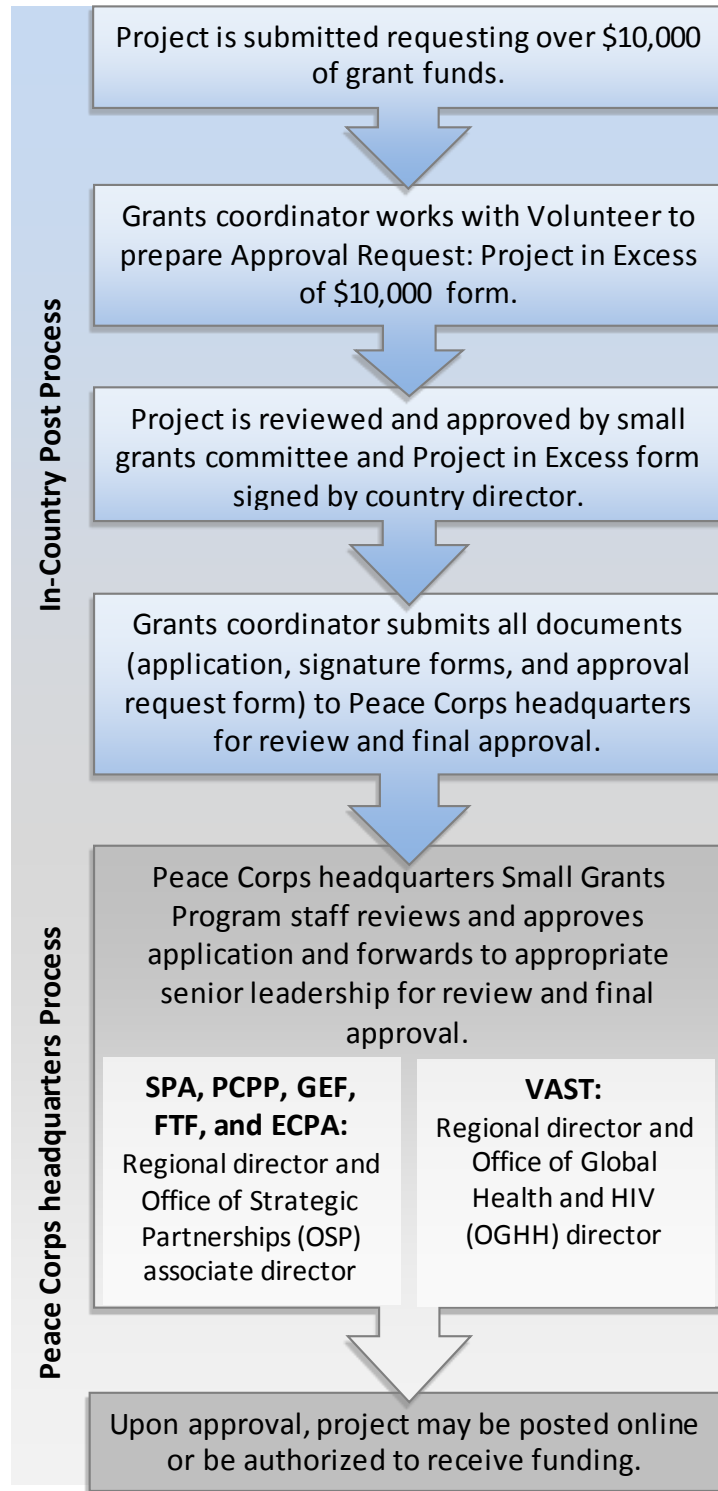 Project is submitted requesting over $10,000
of grant funds.
Grants coordinator works with Volunteer to
prepare Approval Request: Project in Excess
of $10,000 form.
In-Country Post Process
Project is reviewed and approved by small
grants committee and Project in Excess form
signed by country director.
Grants coordinator submits all documents
(application, signature forms, and approval
request form) to Peace Corps headquarters
for review and final approval.
Peace Corps headquarters Process
Peace Corps headquarters Small Grants
Program staff reviews and approves
application and forwards to appropriate
senior leadership for review and final
approval.
SPA, PCPP, GEF,
FTF, and ECPA:
Regional director and
Office of Strategic
Partnerships (OSP)
associate director
VAST:
Regional director and
Office of Global
Health and HIV
(OGHH) director
Upon approval, project may be posted online
or be authorized to receive funding.